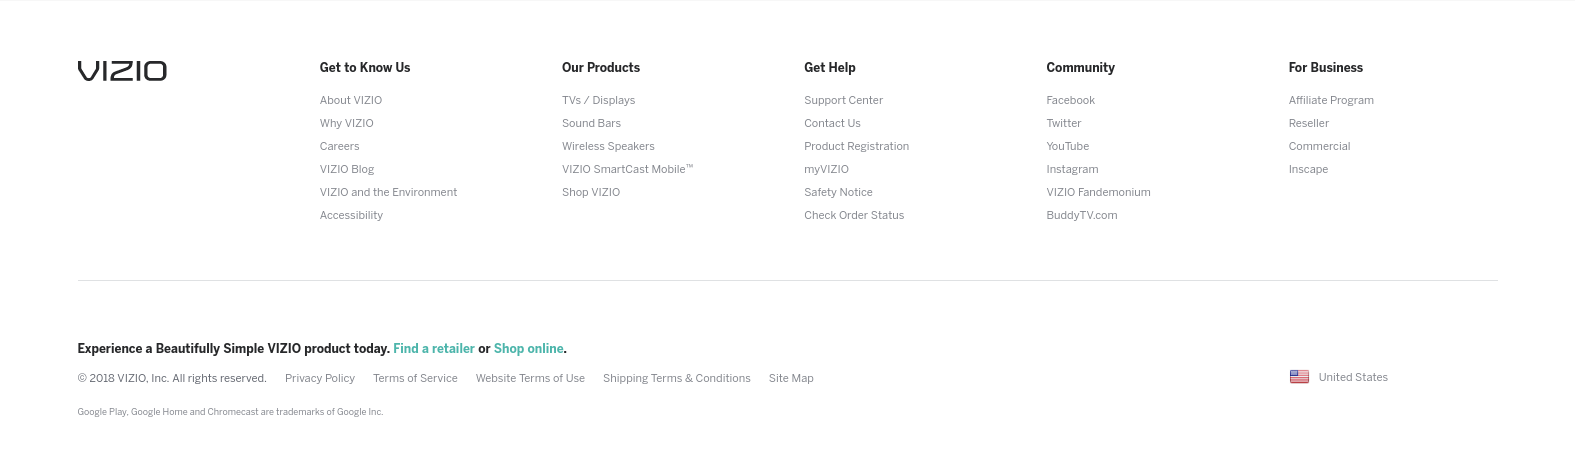 VIZIO
Get to Know Us
About VIZIO
Why VIZIO
Careers
VIZIO Blog
VIZIO and the Environment
Accessibility
Our Products
TVs / Displays
Sound Bars
Wireless Speakers
VIZIO SmartCast Mobile™
Shop VIZIO
Get Help
Support Center
Contact Us
Product Registration
myVIZIO
Safety Notice
Check Order Status
Community
Facebook
Twitter
YouTube
Instagram
VIZIO Fandemonium
BuddyTV.com
For Business
Affiliate Program
Reseller
Commercial
Inscape
Experience a Beautifully Simple VIZIO product today. Find a retailer or Shop online.
© 2018 VIZIO, Inc. All rights reserved. Privacy Policy Terms of Service Website Terms of Use Shipping Terms & Conditions Site Map
United States
Google Play, Google Home and Chromecast are trademarks of Google Inc.